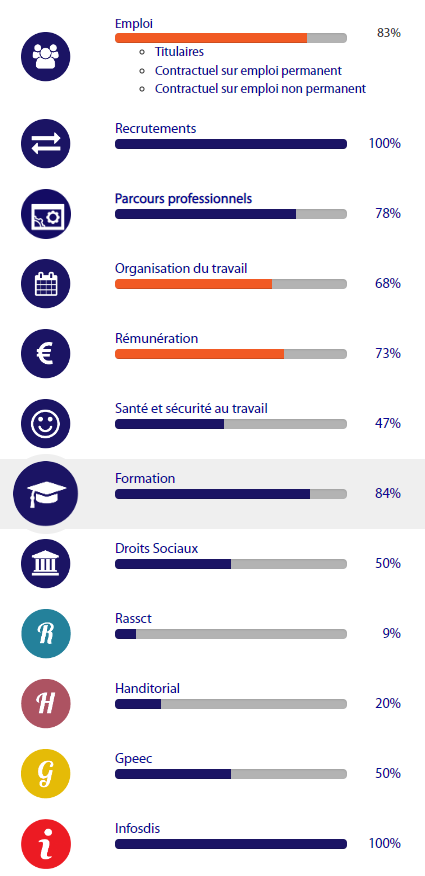 Emploi
83%
Titulaires
Contractuel sur emploi permanent
Contractuel sur emploi non permanent
Recrutements
100%
Parcours professionnels
78%
Organisation du travail
68%
€
Rémunération
73%
Santé et sécurité au travail
47%
Formation
84%
Droits Sociaux
50%
R
Rassct
9%
H
Handitorial
20%
G
Gpeec
50%
i
Infosdis
100%